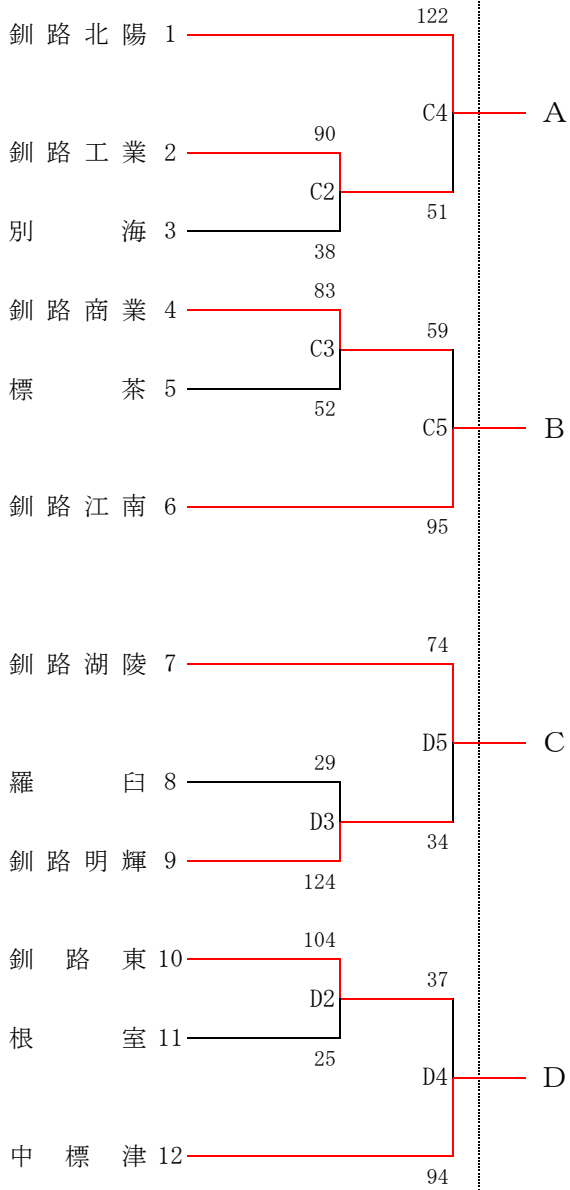 122
釧路北陽 1
C4 A
90
釧路工業 2
C2
51
別海 3
38
83
釧路商業 4
59
C3
標茶 5
52
C5 B
釧路江南 6
95
74
釧路湖陵 7
D5 C
29
羅臼 8
D3
34
釧路明輝 9
124
104
釧路東 10
37
D2
根室 11
25
D4 D
中標津 12
94